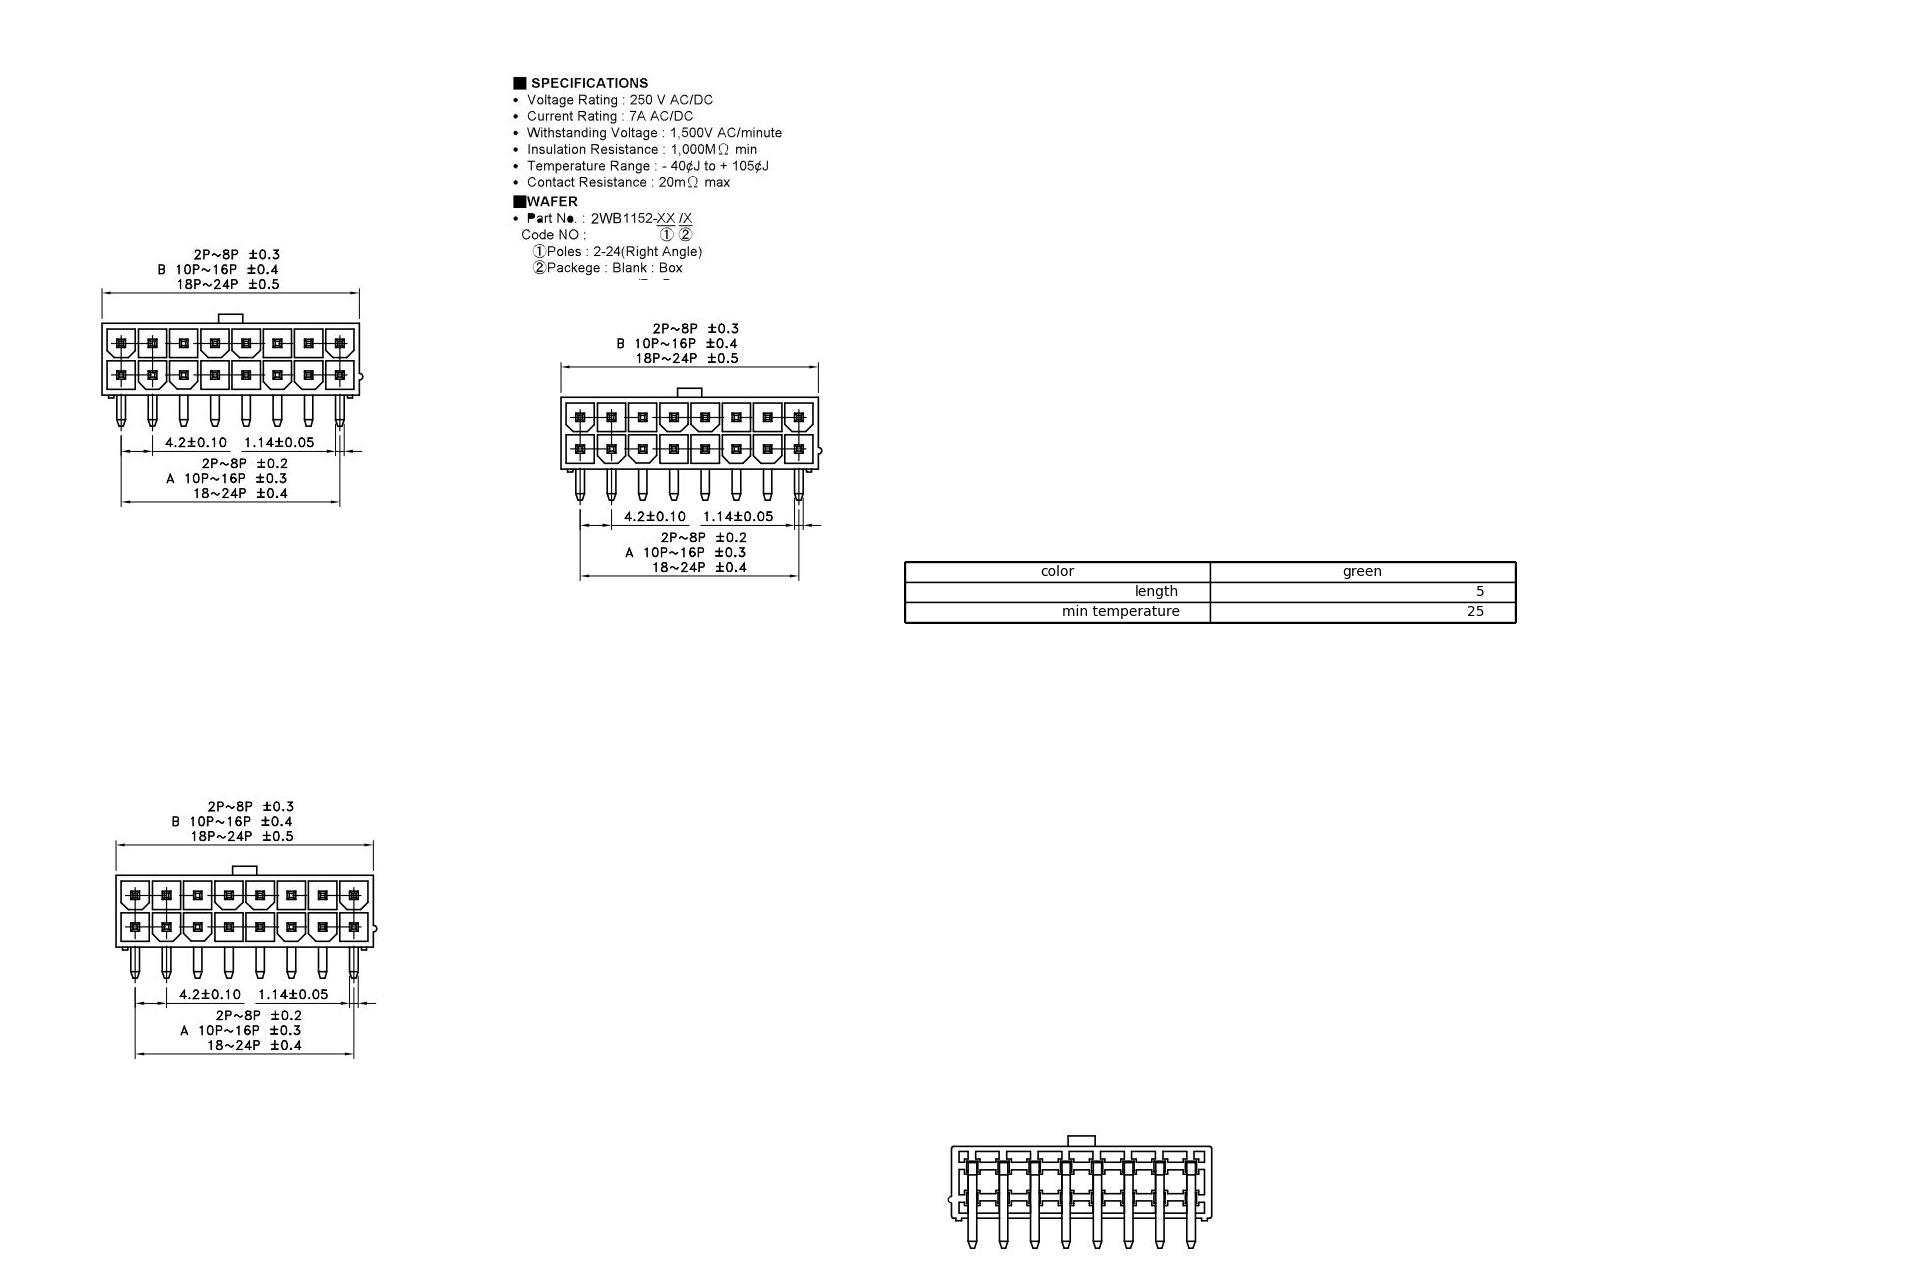 ■ SPECIFICATIONS
• Voltage Rating : 250 V AC/DC
• Current Rating : 7A AC/DC
• Withstanding Voltage : 1,500V AC/minute
• Insulation Resistance : 1,000MΩ min
• Temperature Range : - 40¢J to + 105¢J
• Contact Resistance : 20mΩ max
■WAFER
• Part No. : 2WB1152-XX /X
Code NO : ① ②
①Poles : 2-24(Right Angle)
②Packege : Blank : Box
2P~8P ±0.3
B 10P~16P ±0.4
18P~24P ±0.5
4.2±0.10 1.14±0.05
2P~8P ±0.2
A 10P~16P ±0.3
18~24P ±0.4
2P~8P ±0.3
B 10P~16P ±0.4
18P~24P ±0.5
4.2±0.10 1.14±0.05
2P~8P ±0.2
A 10P~16P ±0.3
18~24P ±0.4
color green
length 5
min temperature 25
2P~8P ±0.3
B 10P~16P ±0.4
18P~24P ±0.5
4.2±0.10 1.14±0.05
2P~8P ±0.2
A 10P~16P ±0.3
18~24P ±0.4